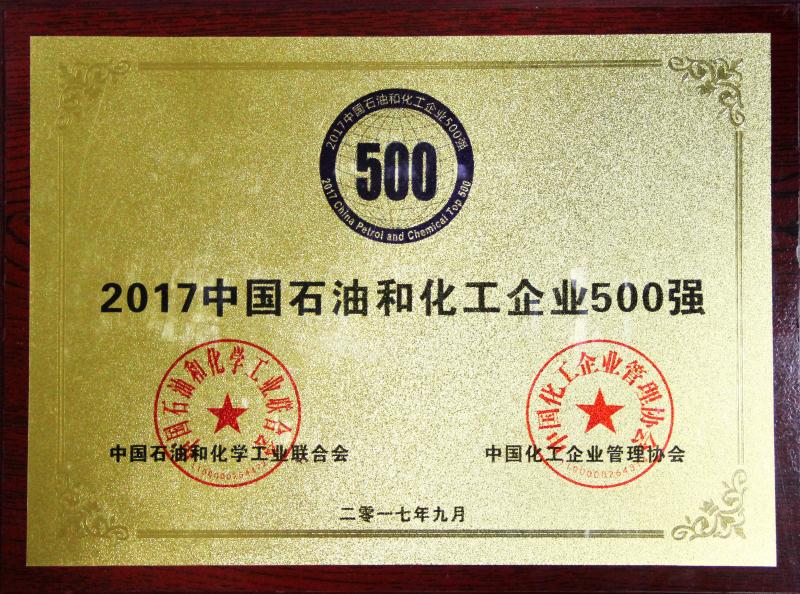 2017中国石油和化工企业500强
500
2017 China Petrol and Chemical Top 500
2017中国石油和化工企业500强
中国石油和化学工业联合会
中国化工企业管理协会
中国石油和化学工业联合会
中国化工企业管理协会
二零一七年九月